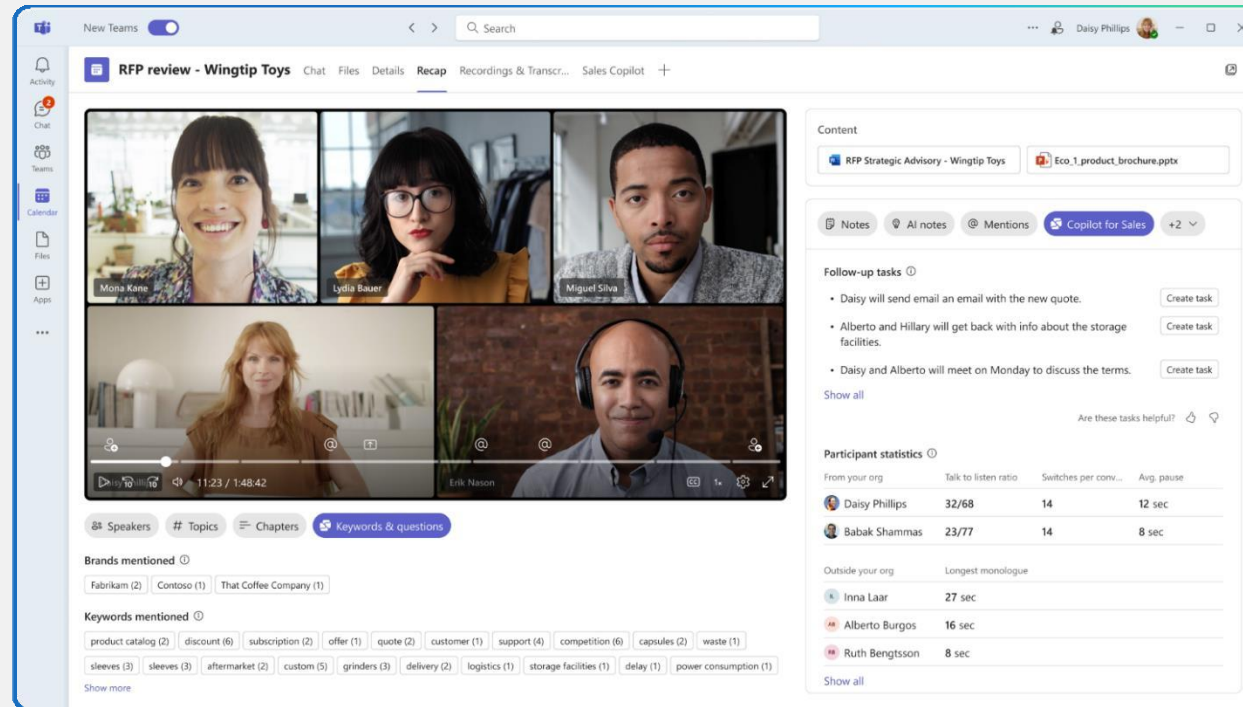 New Teams
Search
Daisy Phillips
Activity
Chat
2
Teams
Calendar
Files
Apps
RFP review - Wingtip Toys Chat Files Details Recap Recordings & Transcr... Sales Copilot
Mona Kane
Lydia Bauer
Miguel Silva
Erik Nason
10 10 11:23 / 1:48:42
CC 1x
Speakers # Topics Chapters Keywords & questions
Brands mentioned
Fabrikam (2) Contoso (1) That Coffee Company (1)
Keywords mentioned
product catalog (2) discount (6) subscription (2) offer (1) quote (2) customer (1) support (4) competition (6) capsules (2) waste (1)
sleeves (3) sleeves (3) aftermarket (2) custom (5) grinders (3) delivery (2) logistics (1) storage facilities (1) delay (1) power consumption (1)
Show more
Content
RFP Strategic Advisory - Wingtip Toys
Eco_1_product_brochure.pptx
Notes AI notes @ Mentions Copilot for Sales +2
Follow-up tasks
• Daisy will send email an email with the new quote. Create task
• Alberto and Hillary will get back with info about the storage Create task
facilities.
• Daisy and Alberto will meet on Monday to discuss the terms. Create task
Show all
Are these tasks helpful?
Participant statistics
From your org Talk to listen ratio Switches per conv... Avg. pause
Daisy Phillips 32/68 14 12 sec
Babak Shammas 23/77 14 8 sec
Outside your org Longest monologue
Inna Laar 27 sec
AB Alberto Burgos 16 sec
Ruth Bengtsson 8 sec
Show all